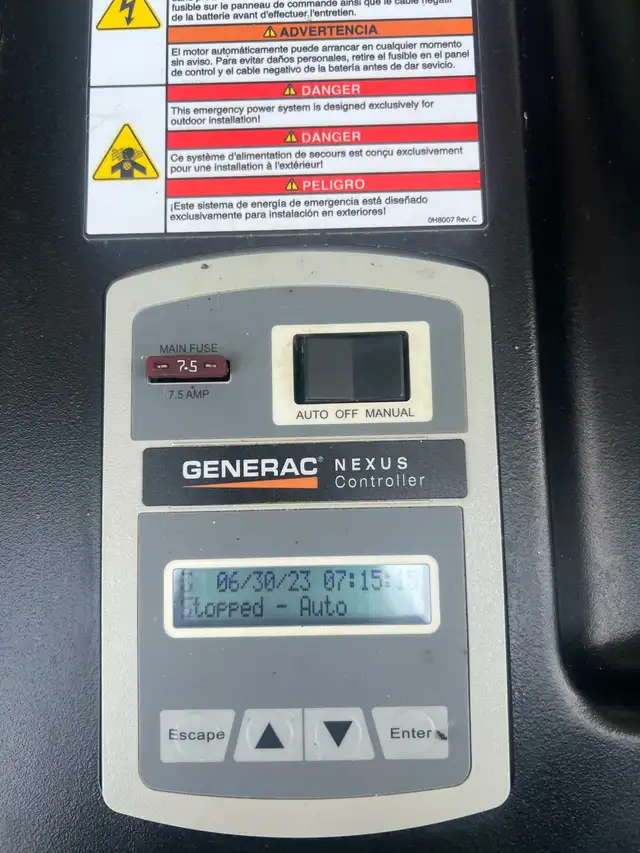 fusible sur le panneau de commande ainsi que le câble négatif
de la batterie avant d'effectuer l'entretien.
ADVERTENCIA
El motor automáticamente puede arrancar en cualquier momento
sin aviso. Para evitar daños personales, retire el fusible en el panel
de control y el cable negativo de la batería antes de dar sevicio.
DANGER
This emergency power system is designed exclusively for
outdoor installation!
DANGER
Ce système d'alimentation de secours est conçu exclusivement
pour une installation à l'extérieur!
PELIGRO
¡Este sistema de energía de emergencia está diseñado
exclusivamente para instalación en exteriores!
0H8007 Rev. C
MAIN FUSE
7.5
7.5 AMP
AUTO OFF MANUAL
GENERAC® NEXUS
Controller
06/30/23 07:15:15
Stopped - Auto
Escape
Enter